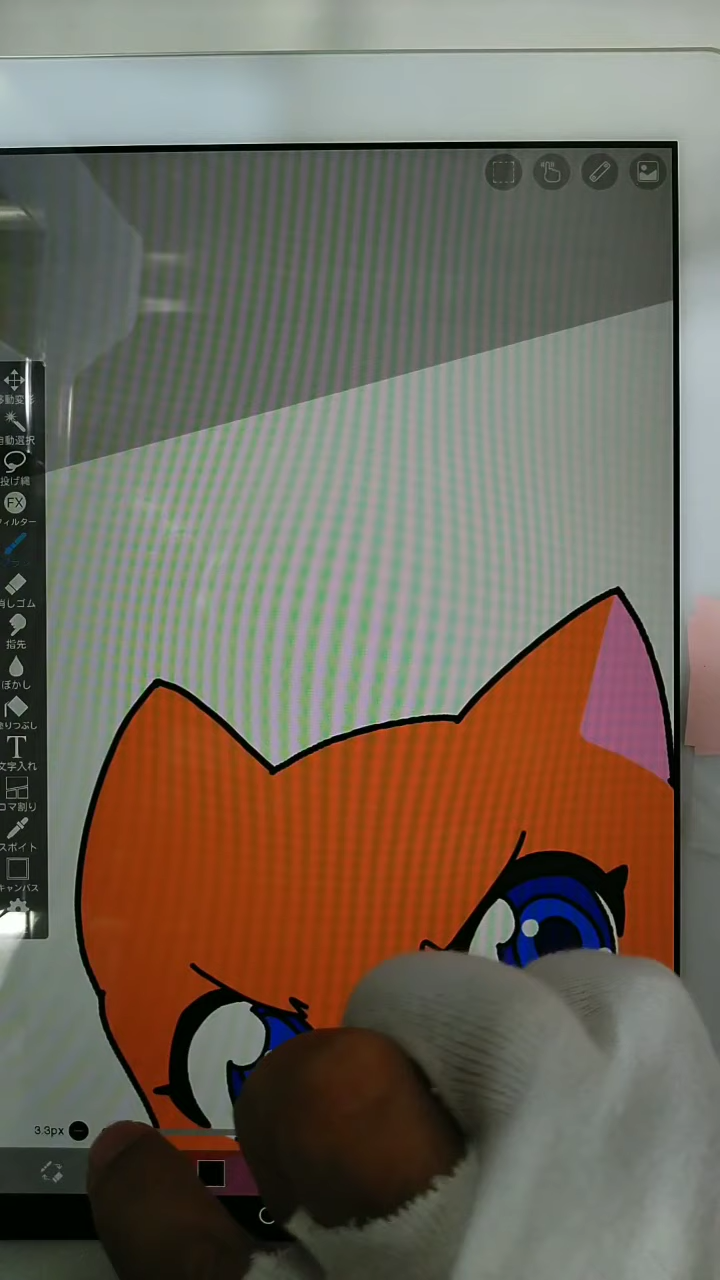 移動変形
自動選択
投げ縄
FX
フィルター
消しゴム
指先
ぼかし
塗りつぶし
T
文字入れ
コマ割り
スポイト
キャンバス
3.3px